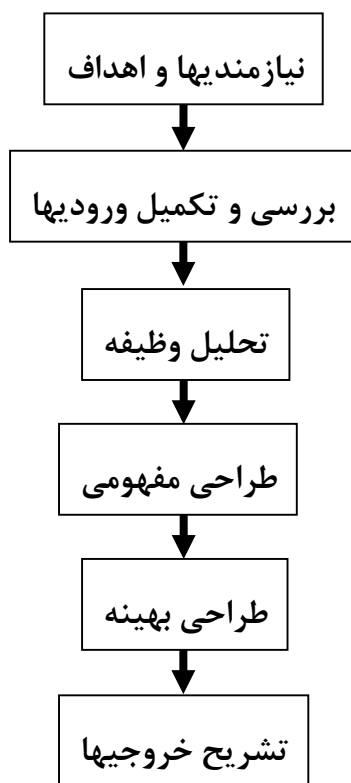 نیازمندیها و اهداف
بررسی و تکمیل ورودیها
تحلیل وظیفه
طراحی مفهومی
طراحی بهینه
تشریح خروجیها